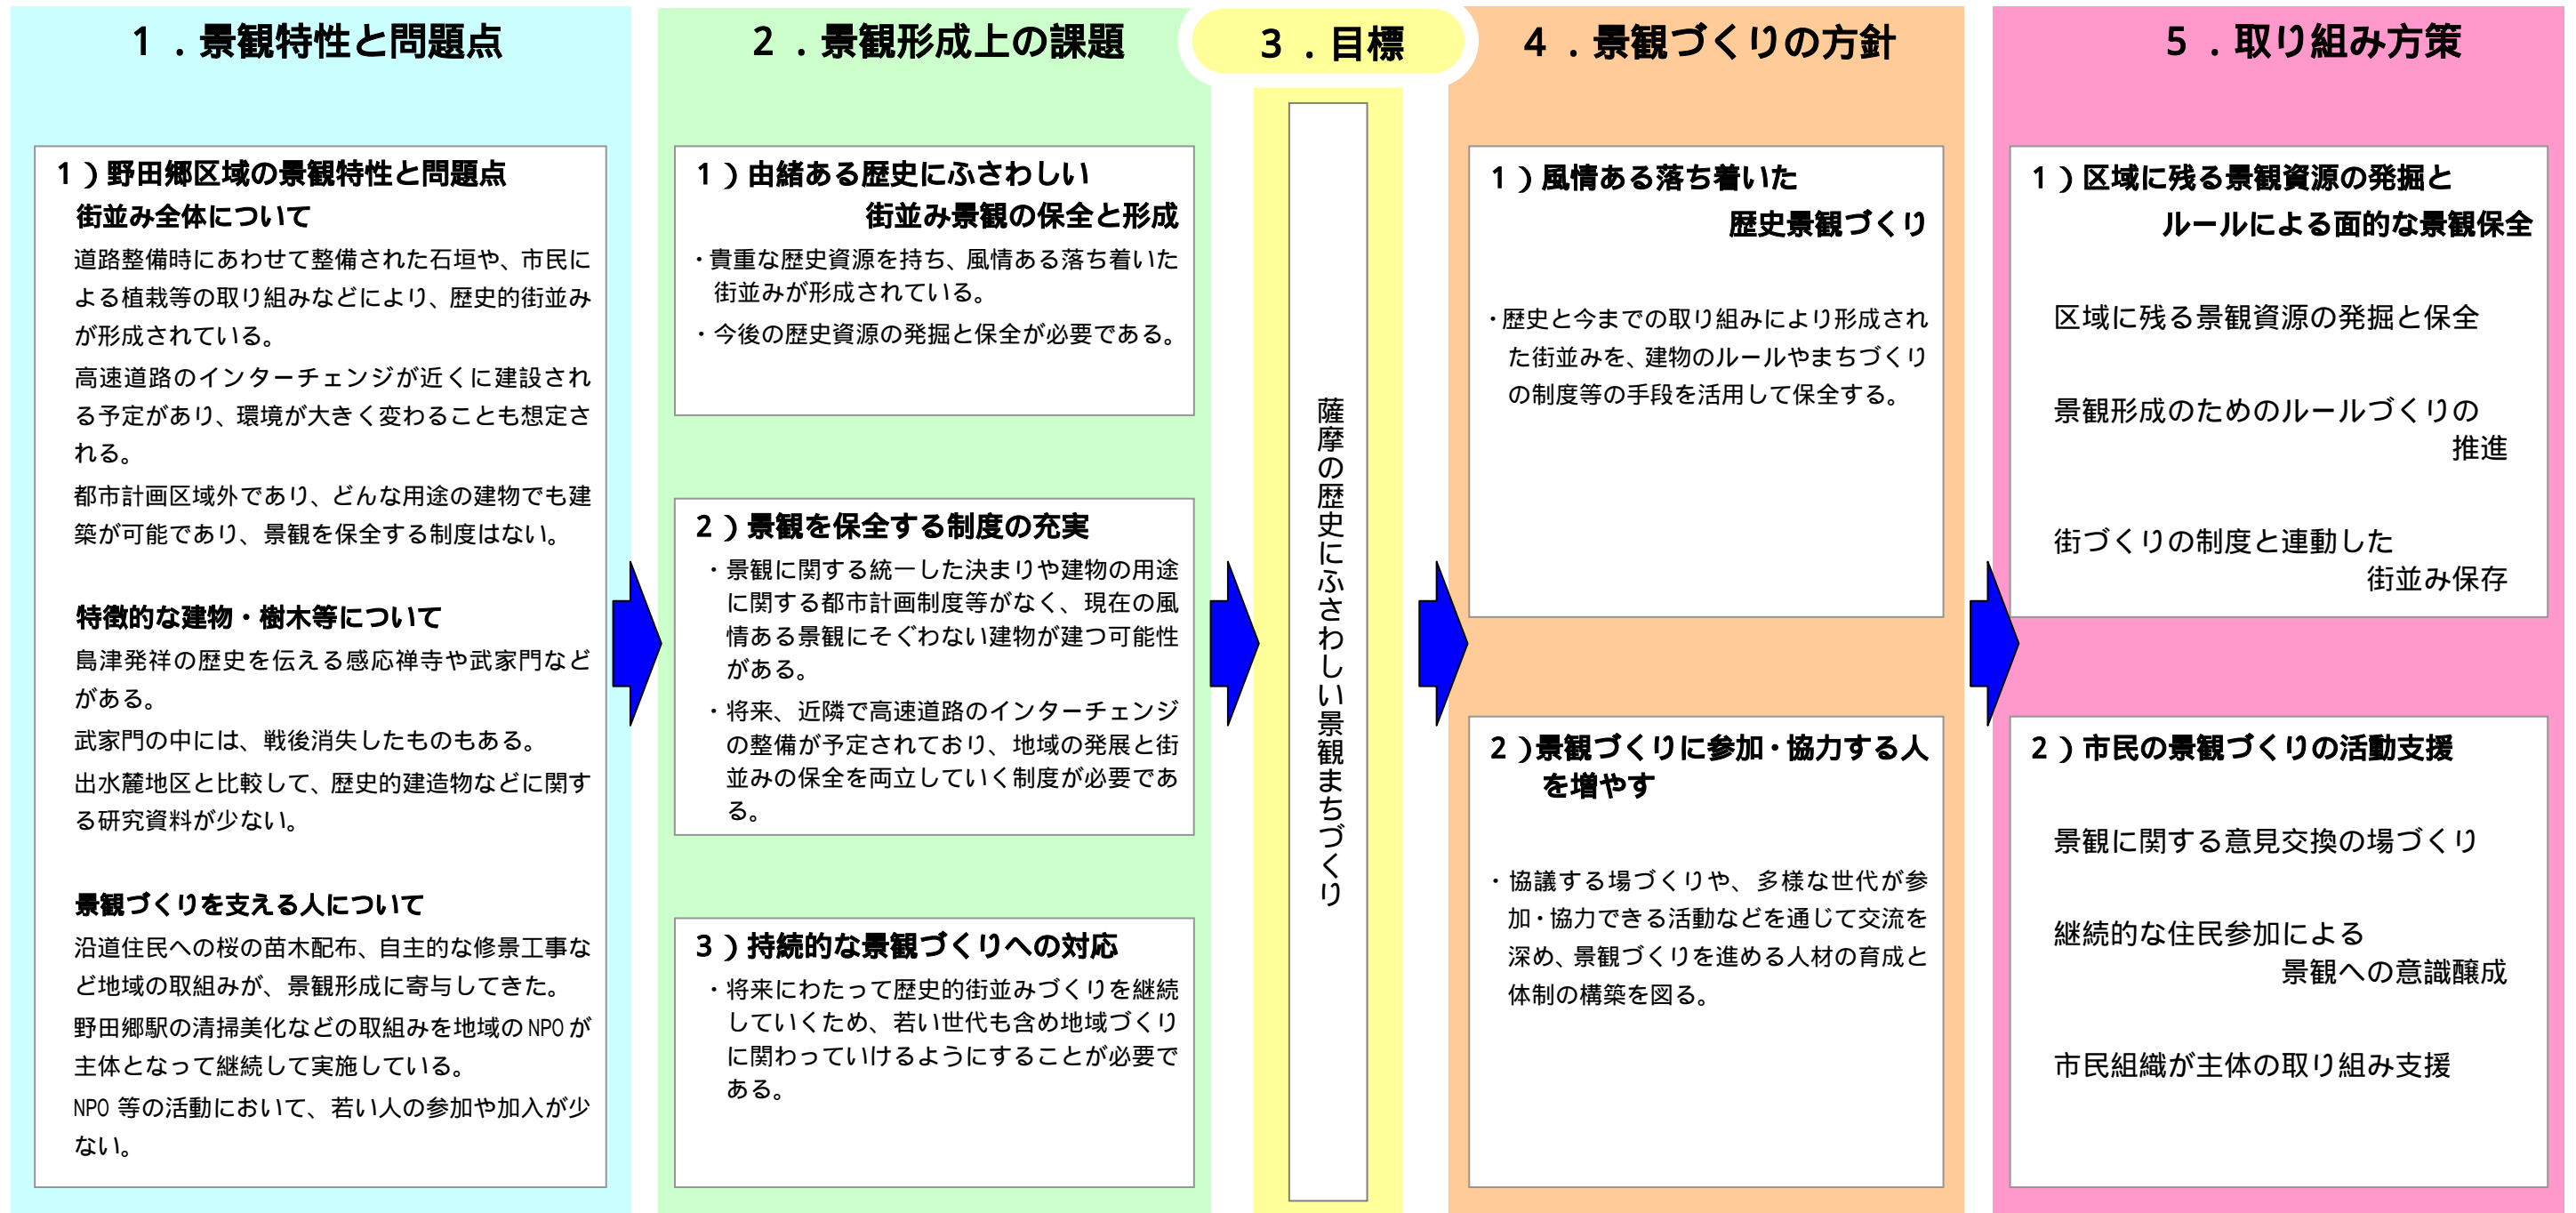 1．景観特性と問題点
1）野田郷区域の景観特性と問題点
街並み全体について
道路整備時にあわせて整備された石垣や、市民に
よる植栽等の取り組みなどにより、歴史的街並み
が形成されている。
高速道路のインターチェンジが近くに建設され
る予定があり、環境が大きく変わることも想定さ
れる。
都市計画区域外であり、どんな用途の建物でも建
築が可能であり、景観を保全する制度はない。
特徴的な建物・樹木等について
島津発祥の歴史を伝える感応禅寺や武家門など
がある。
武家門の中には、戦後消失したものもある。
出水麓地区と比較して、歴史的建造物などに関す
る研究資料が少ない。
景観づくりを支える人について
沿道住民への桜の苗木配布、自主的な修景工事な
ど地域の取組みが、景観形成に寄与してきた。
野田郷駅の清掃美化などの取組みを地域のNPOが
主体となって継続して実施している。
NPO 等の活動において、若い人の参加や加入が少
ない。
2．景観形成上の課題
1）由緒ある歴史にふさわしい
街並み景観の保全と形成
・貴重な歴史資源を持ち、風情ある落ち着いた
街並みが形成されている。
・今後の歴史資源の発掘と保全が必要である。
2）景観を保全する制度の充実
・景観に関する統一した決まりや建物の用途
に関する都市計画制度等がなく、現在の風
情ある景観にそぐわない建物が建つ可能性
がある。
・将来、近隣で高速道路のインターチェンジ
の整備が予定されており、地域の発展と街
並みの保全を両立していく制度が必要であ
る。
3）持続的な景観づくりへの対応
・将来にわたって歴史的街並みづくりを継続
していくため、若い世代も含め地域づくり
に関わっていけるようにすることが必要で
ある。
3．目標
薩摩の歴史にふさわしい景観まちづくり
4．景観づくりの方針
1）風情ある落ち着いた
歴史景観づくり
・歴史と今までの取り組みにより形成され
た街並みを、建物のルールやまちづくり
の制度等の手段を活用して保全する。
2）景観づくりに参加・協力する人
を増やす
・協議する場づくりや、多様な世代が参
加・協力できる活動などを通じて交流を
深め、景観づくりを進める人材の育成と
体制の構築を図る。
5．取り組み方策
1）区域に残る景観資源の発掘と
ルールによる面的な景観保全
区域に残る景観資源の発掘と保全
景観形成のためのルールづくりの
推進
街づくりの制度と連動した
街並み保存
2）市民の景観づくりの活動支援
景観に関する意見交換の場づくり
継続的な住民参加による
景観への意識醸成
市民組織が主体の取り組み支援